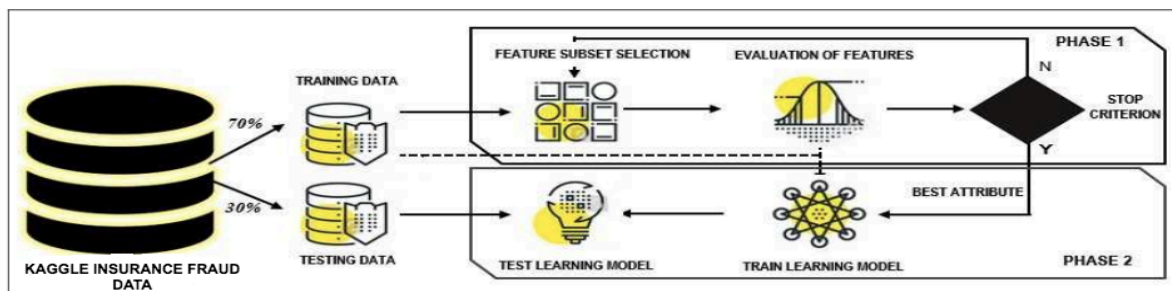 PHASE 1
FEATURE SUBSET SELECTION
EVALUATION OF FEATURES
N
TRAINING DATA
70%
STOP
CRITERION
Y
30%
BEST ATTRIBUTE
TESTING DATA
TEST LEARNING MODEL
TRAIN LEARNING MODEL
PHASE 2
KAGGLE INSURANCE FRAUD
DATA